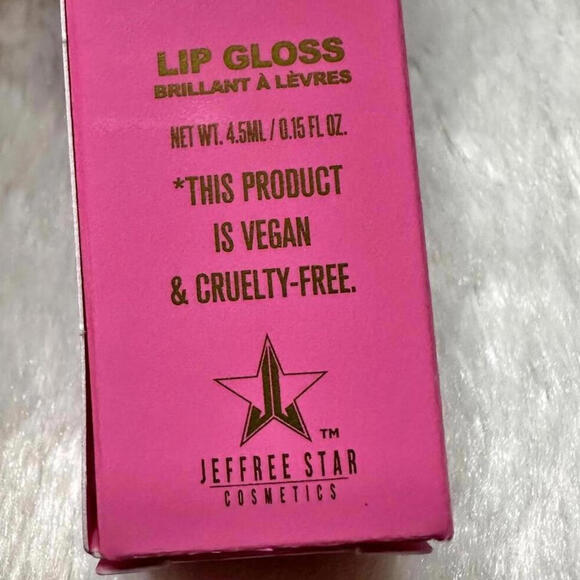 LIP GLOSS
BRILLANT À LÈVRES
NET WT. 4.5ML / 0.15 FL OZ.
*THIS PRODUCT
IS VEGAN
& CRUELTY-FREE.
TM
JEFFREE STAR
COSMETICS